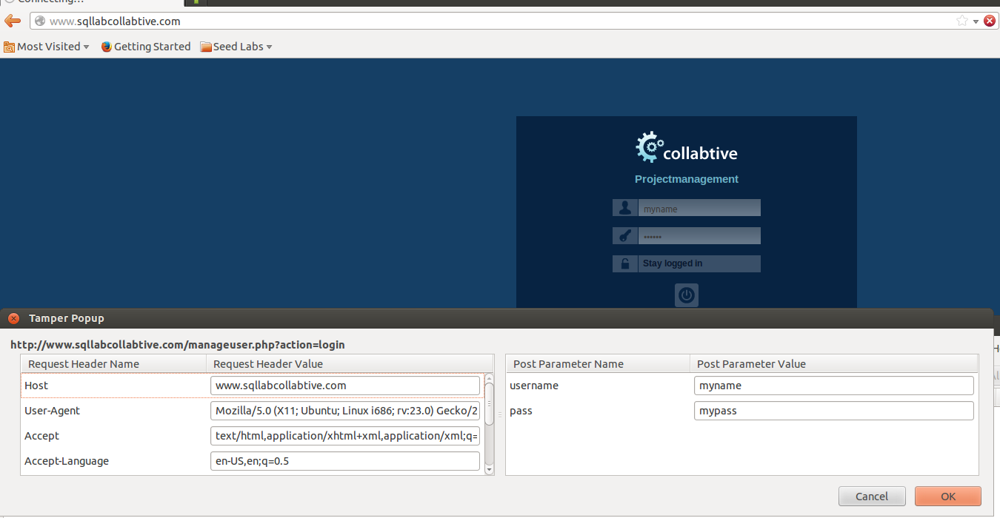 Connecting...
www.sqllabcollabtive.com
Most Visited Getting Started Seed Labs
collabtive
Projectmanagement
myname
••••••
Stay logged in
Tamper Popup
http://www.sqllabcollabtive.com/manageuser.php?action=login
Request Header Name Request Header Value Post Parameter Name Post Parameter Value
Host www.sqllabcollabtive.com username myname
User-Agent Mozilla/5.0 (X11; Ubuntu; Linux i686; rv:23.0) Gecko/2 pass mypass
Accept text/html,application/xhtml+xml,application/xml;q=
Accept-Language en-US,en;q=0.5
Cancel OK